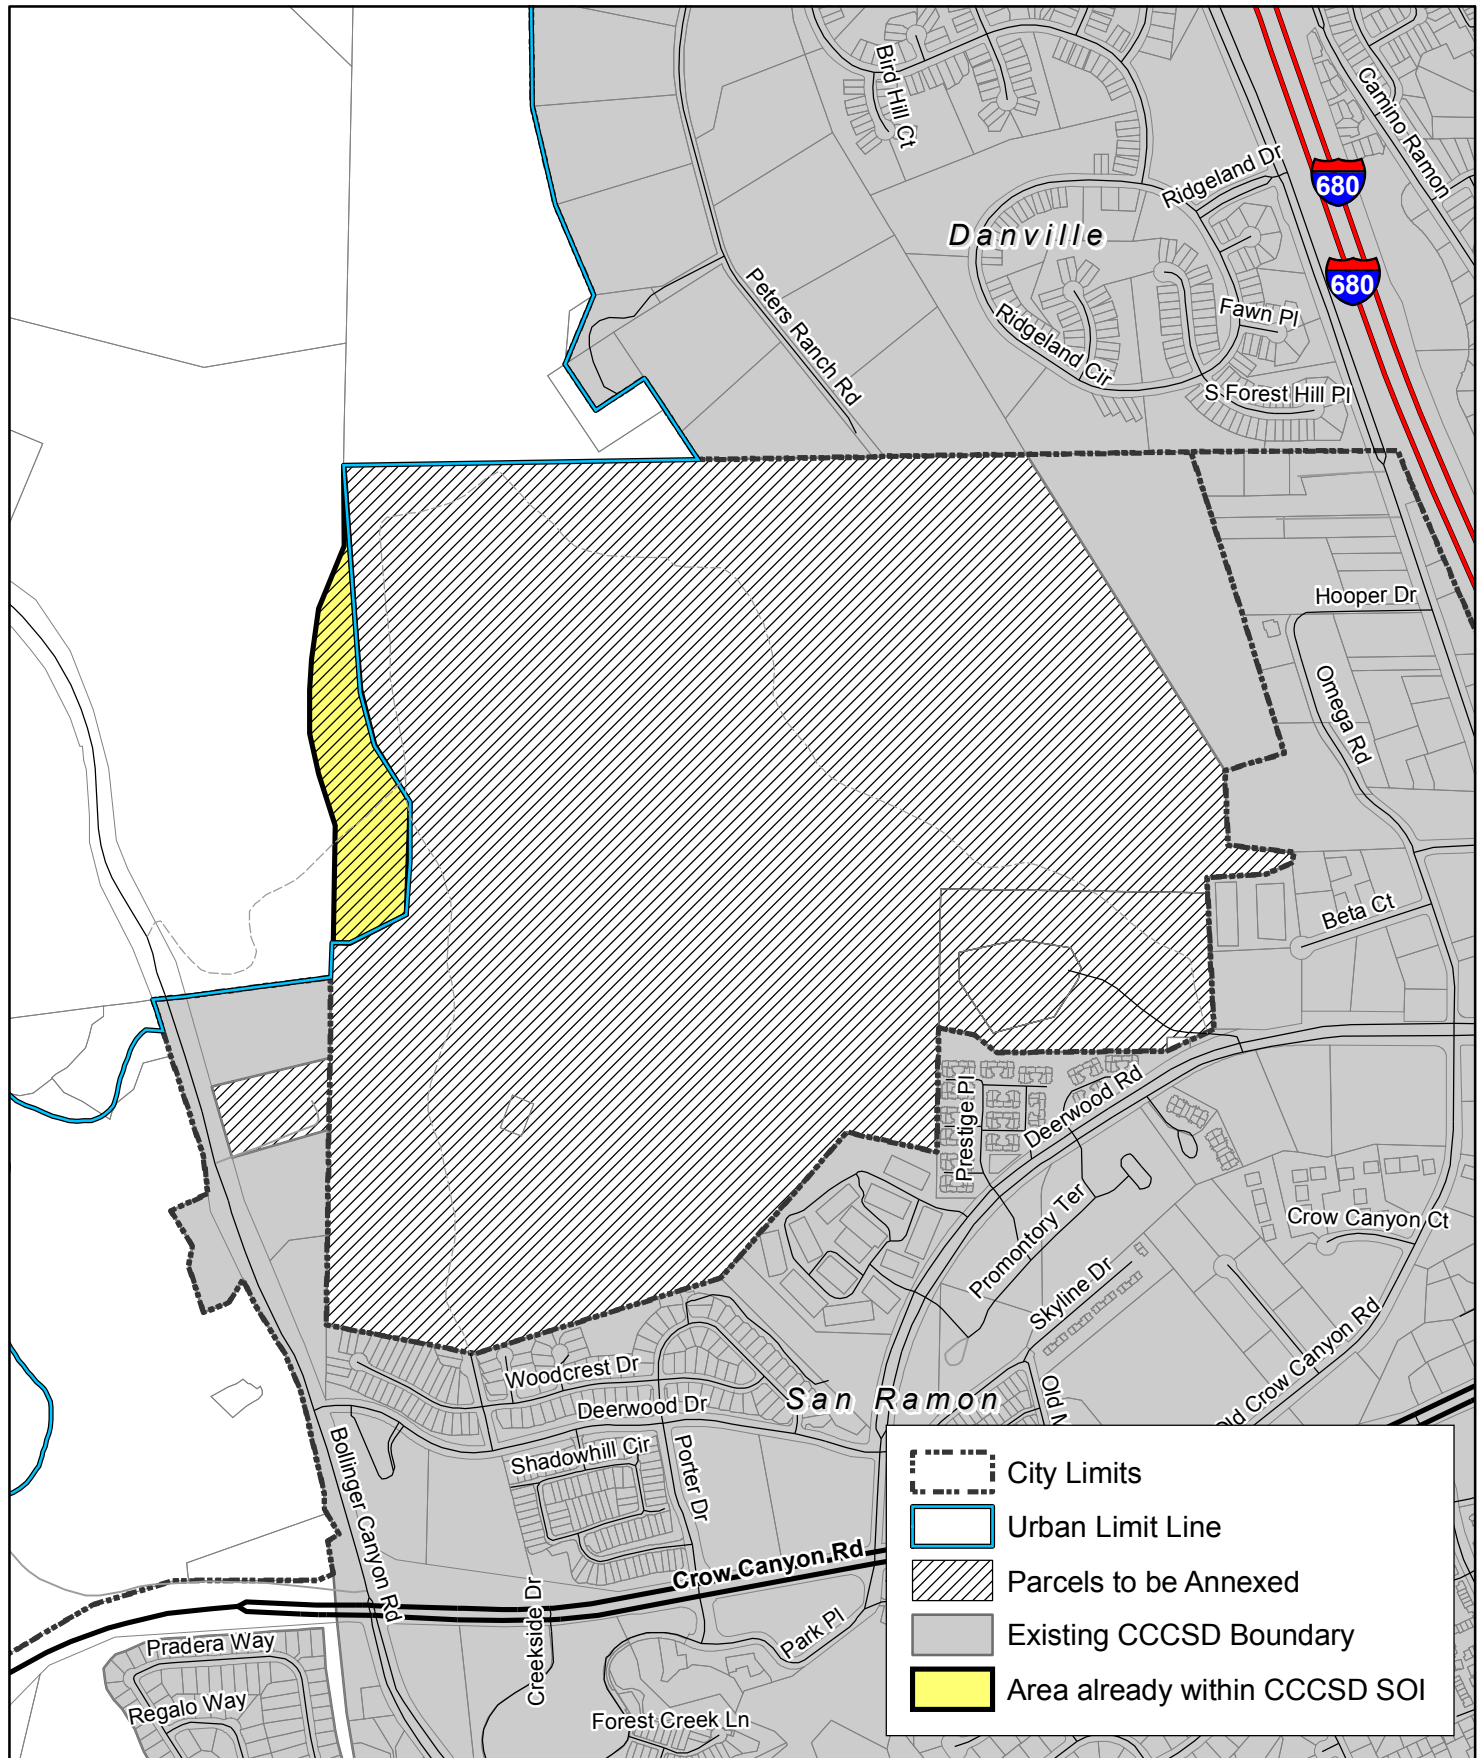 Bird Hill Ct
Camino Ramon
Ridgeland Dr
680
Danville
680
Peters Ranch Rd
Fawn Pl
Ridgeland Cir
S Forest Hill Pl
Hooper Dr
Omega Rd
Beta Ct
Prestige Pl
Deerwood Rd
Promontory Ter
Crow Canyon Ct
Skyline Dr
Old Crow Canyon Rd
Woodcrest Dr
San Ramon
Deerwood Dr
Old M
Shadowhill Cir
Porter Dr
Bollinger Canyon Rd
Crow Canyon Rd
Creekside Dr
Park Pl
Pradera Way
Regalo Way
Forest Creek Ln
City Limits
Urban Limit Line
Parcels to be Annexed
Existing CCCSD Boundary
Area already within CCCSD SOI